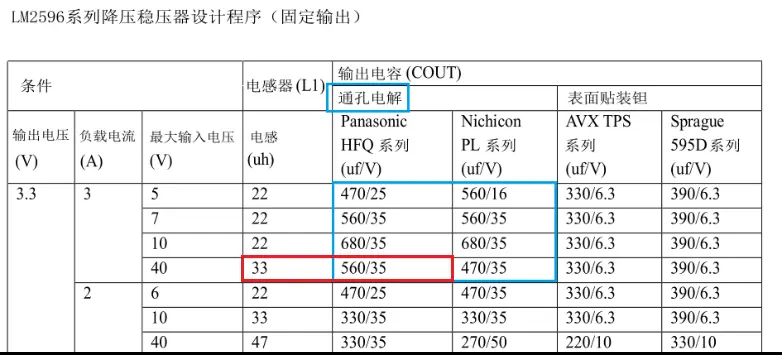 LM2596系列降压稳压器设计程序（固定输出）
条件 电感器(L1) 输出电容(COUT)
通孔电解 表面贴装钽
输出电压 (V) 负载电流 (A) 最大输入电压 (V) 电感 (uh) Panasonic HFQ 系列 (uf/V) Nichicon PL 系列 (uf/V) AVX TPS 系列 (uf/V) Sprague 595D系列 (uf/V)
3.3 3 5 22 470/25 560/16 330/6.3 390/6.3
7 22 560/35 560/35 330/6.3 390/6.3
10 22 680/35 680/35 330/6.3 390/6.3
40 33 560/35 470/35 330/6.3 390/6.3
2 6 22 470/25 470/35 330/6.3 390/6.3
10 33 330/35 330/35 330/6.3 390/6.3
40 47 330/35 270/50 220/10 330/10